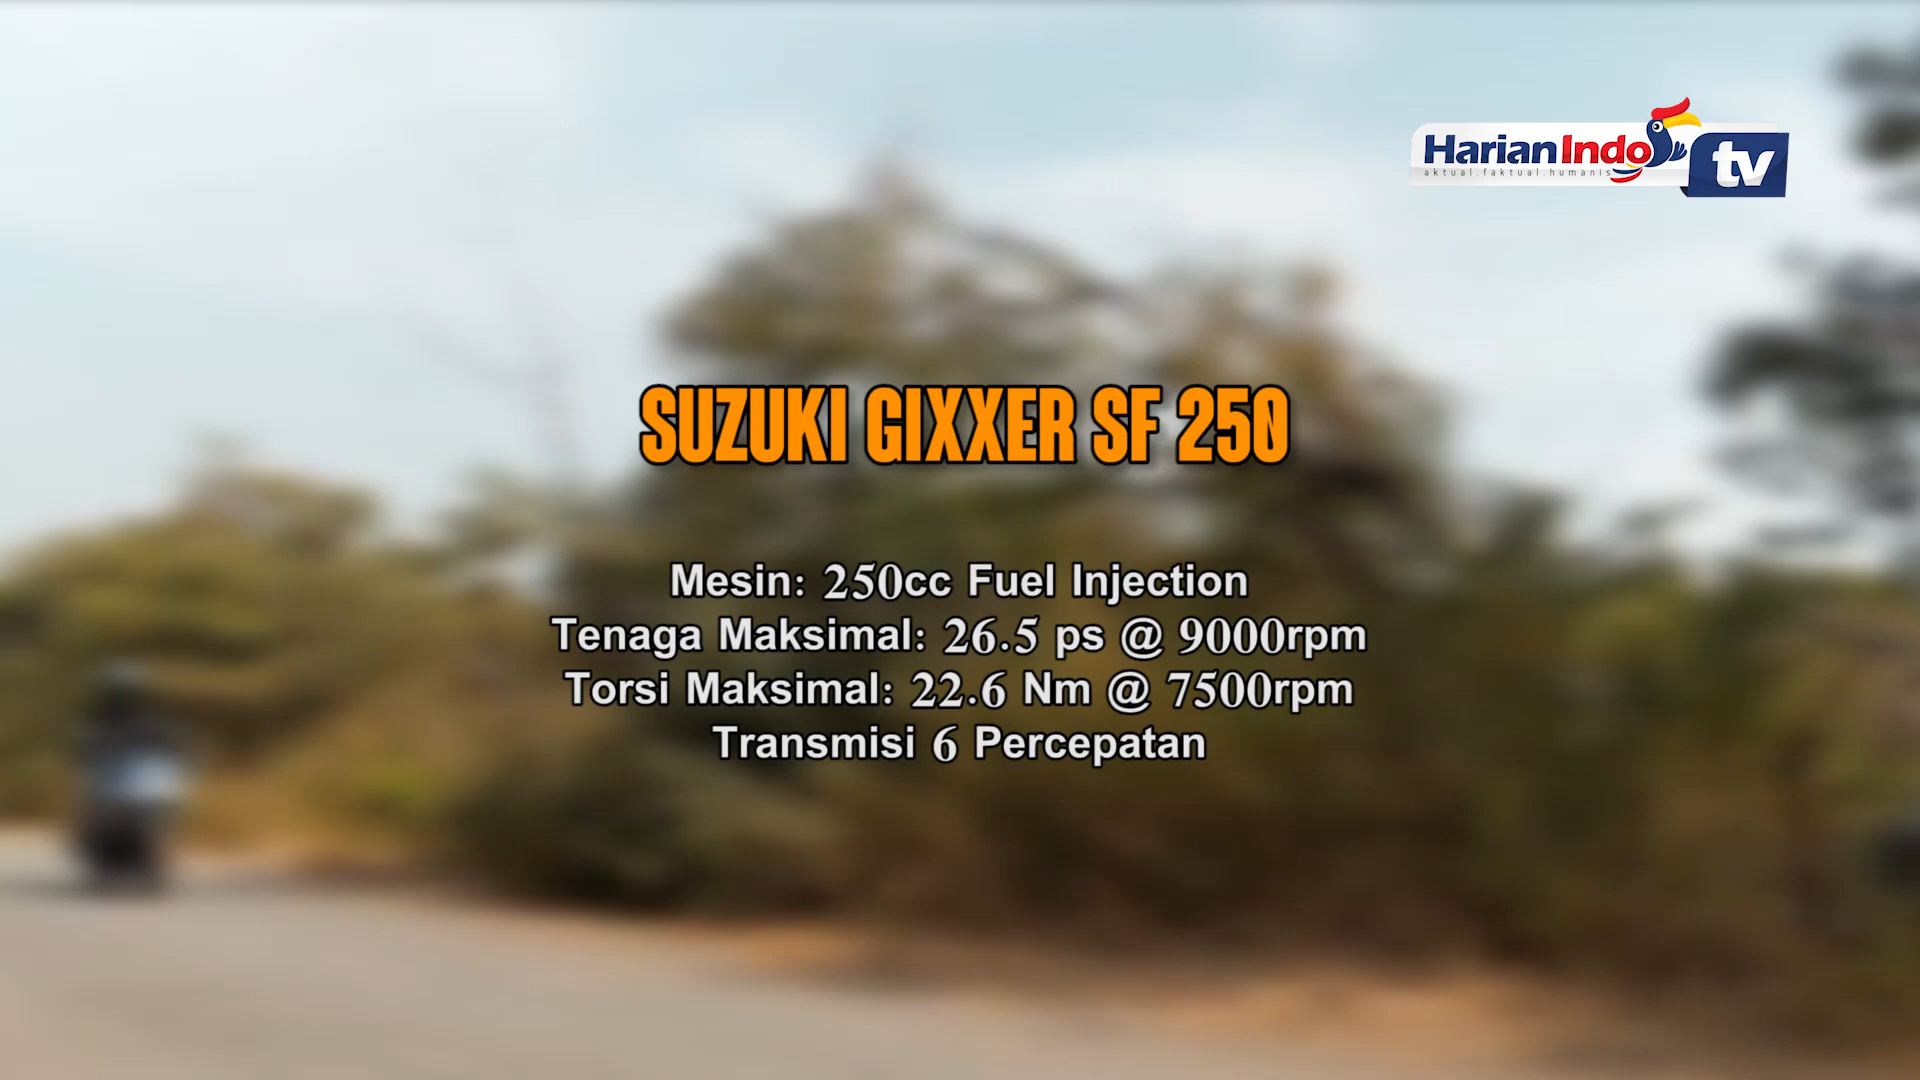 HarianIndo tv
aktual.faktual.humanis
SUZUKI GIXXER SF 250
Mesin: 250cc Fuel Injection
Tenaga Maksimal: 26.5 ps @ 9000rpm
Torsi Maksimal: 22.6 Nm @ 7500rpm
Transmisi 6 Percepatan